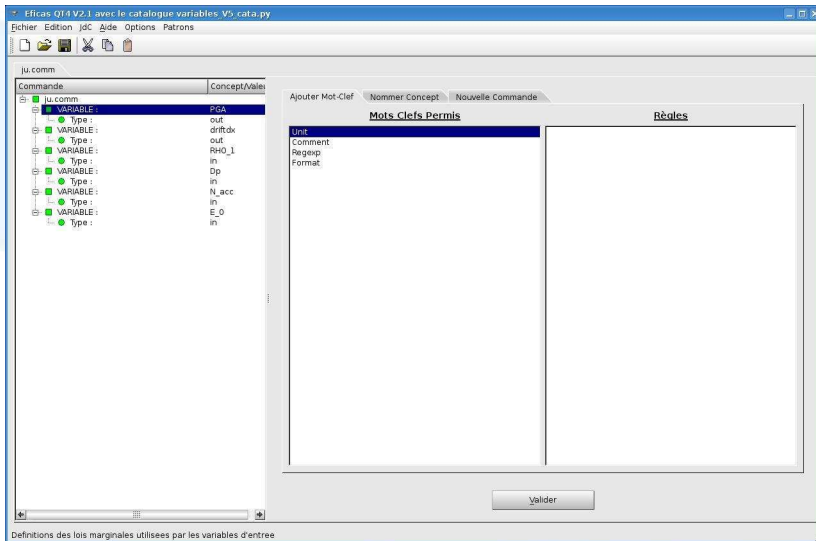 Eficas QT4 V2.1 avec le catalogue variables_V5_cata.py
Fichier Edition JdC Aide Options Patrons
ju.comm
Commande Concept/Valeu
ju.comm
VARIABLE : PGA
Type : out
VARIABLE : driftdx
Type : out
VARIABLE : RHO_1
Type : in
VARIABLE : Dp
Type : in
VARIABLE : N_acc
Type : in
VARIABLE : E_0
Type : in
Ajouter Mot-Clef Nommer Concept Nouvelle Commande
Mots Clefs Permis Règles
Unit
Comment
Regexp
Format
Valider
Definitions des lois marginales utilisees par les variables d'entree